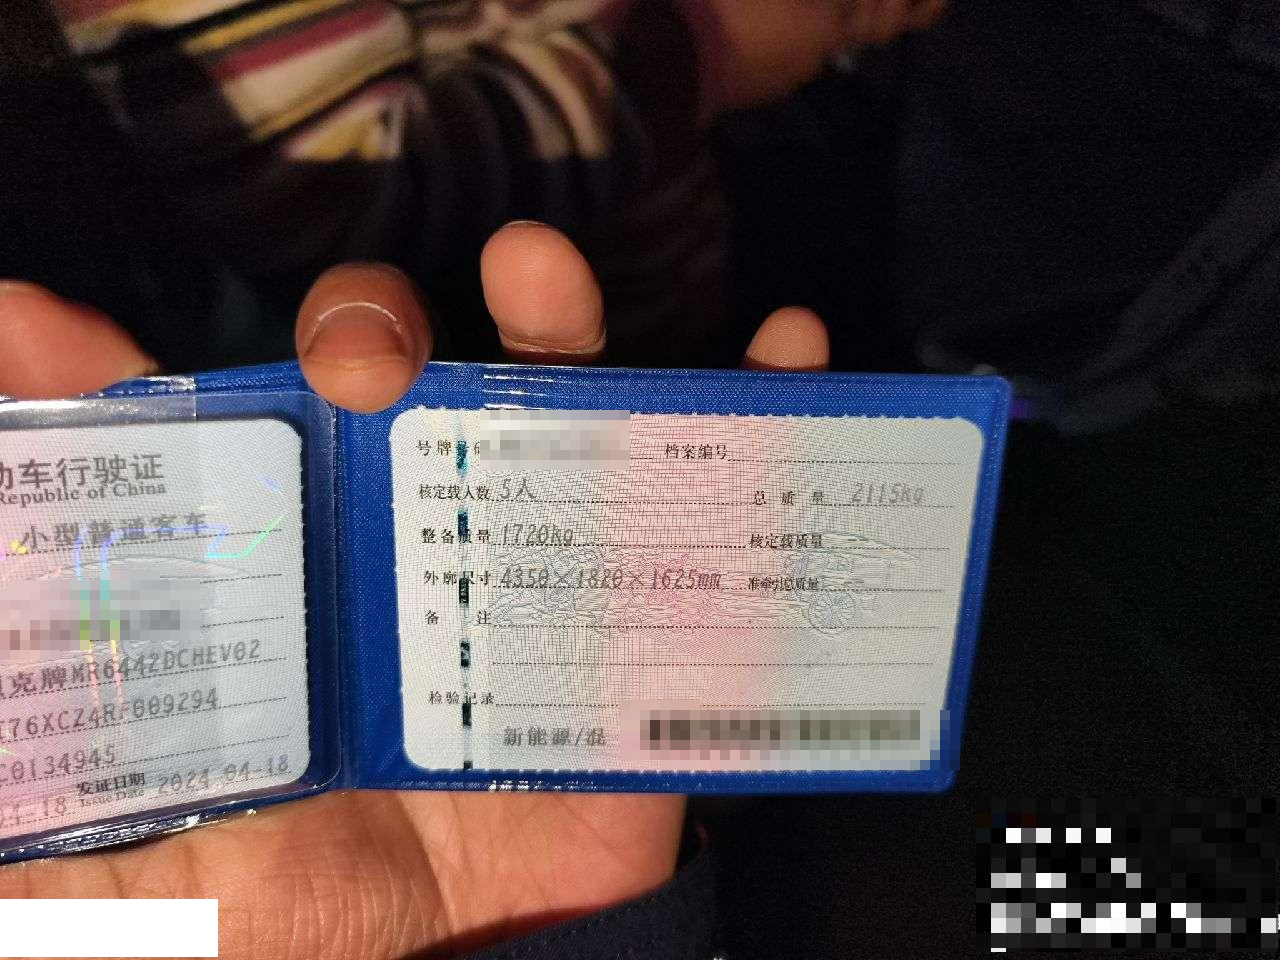 动车行驶证
Republic of China
小型普通客车
克牌MR6442DCHEV02
76XCZ4RF009294
C0134945
04-18 发证日期 2024-04-18
Issue Date
号牌号码 档案编号
核定载人数 5人 总质量 2115kg
整备质量 1720kg 核定载质量
外廓尺寸 4350×1820×1625mm 准牵引总质量
备注
检验记录
新能源/混